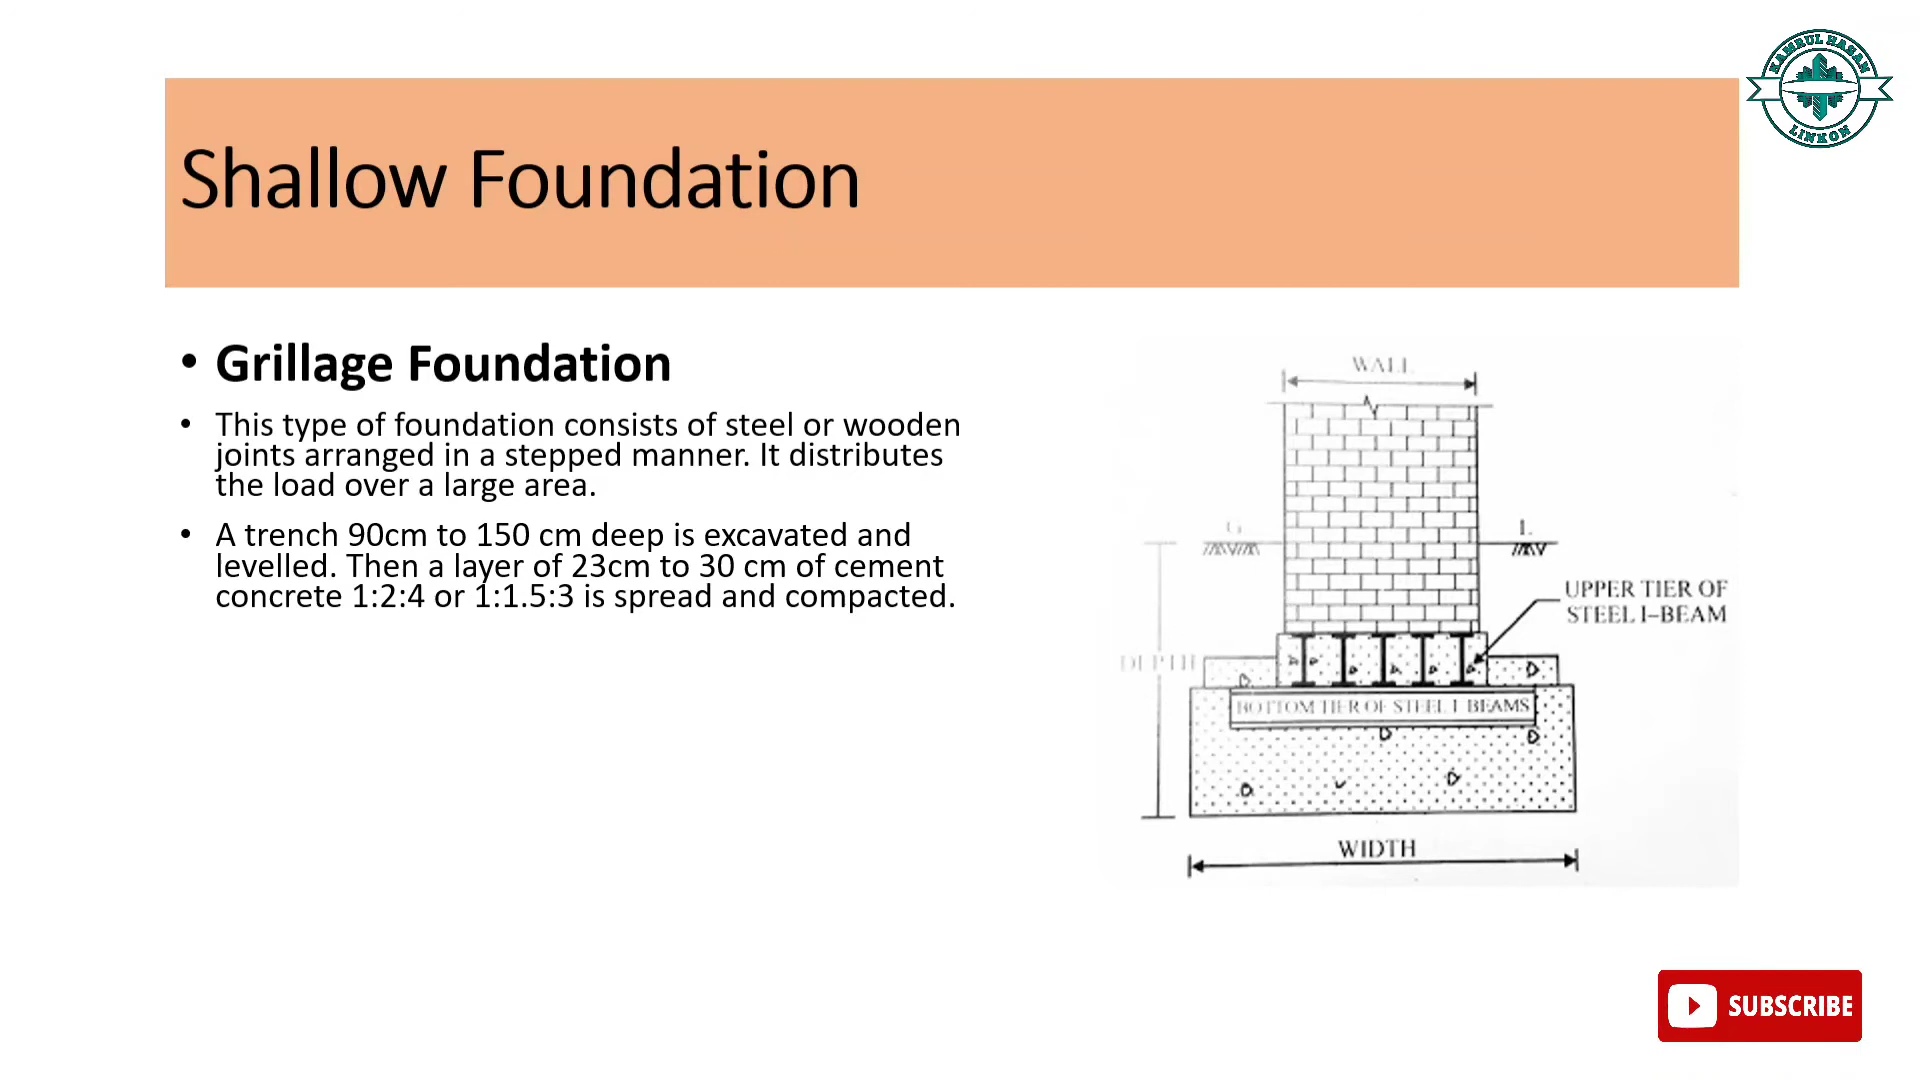 KAMRUL HASAN
LINKON
Shallow Foundation
• Grillage Foundation
• This type of foundation consists of steel or wooden
joints arranged in a stepped manner. It distributes
the load over a large area.
• A trench 90cm to 150 cm deep is excavated and
levelled. Then a layer of 23cm to 30 cm of cement
concrete 1:2:4 or 1:1.5:3 is spread and compacted.
WALL
G L
UPPER TIER OF
STEEL I-BEAM
DEPTH
BOTTOM TIER OF STEEL I-BEAMS
WIDTH
SUBSCRIBE